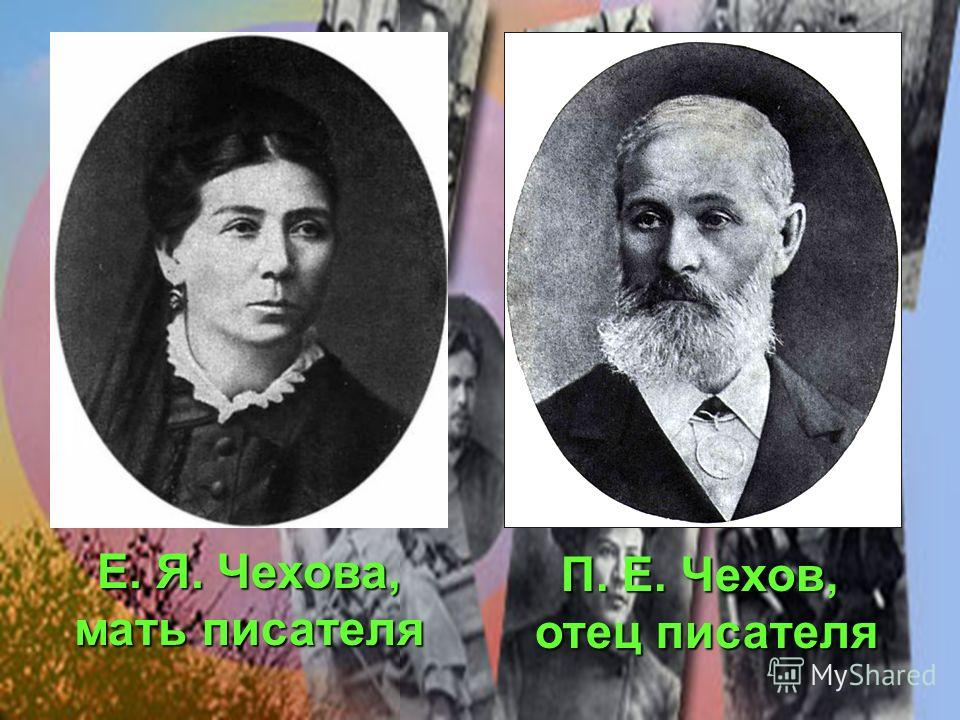 Е. Я. Чехова,
мать писателя
П. Е. Чехов,
отец писателя
MyShared